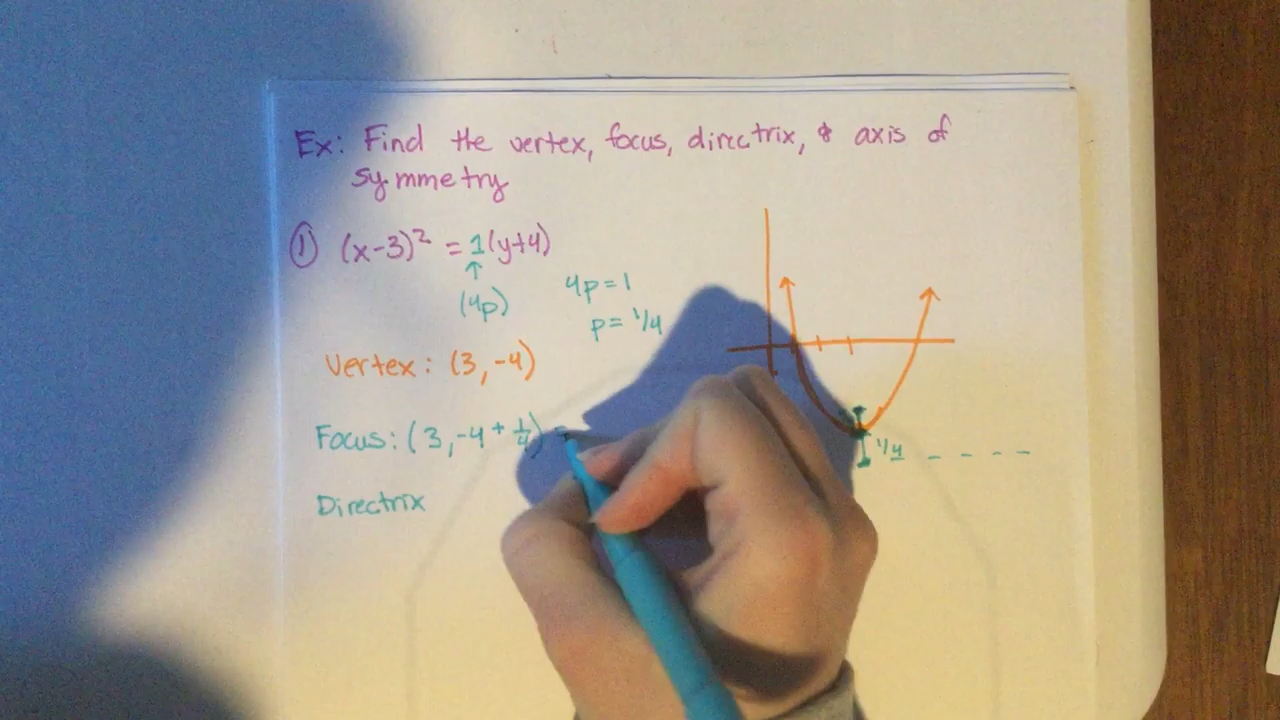 Ex: Find the vertex, focus, directrix, & axis of
symmetry
① (x-3)² = 1(y+4)
↑
(4p)
4p = 1
p = 1/4
Vertex: (3, -4)
Focus: (3, -4 + 1/4) =
Directrix
1/4